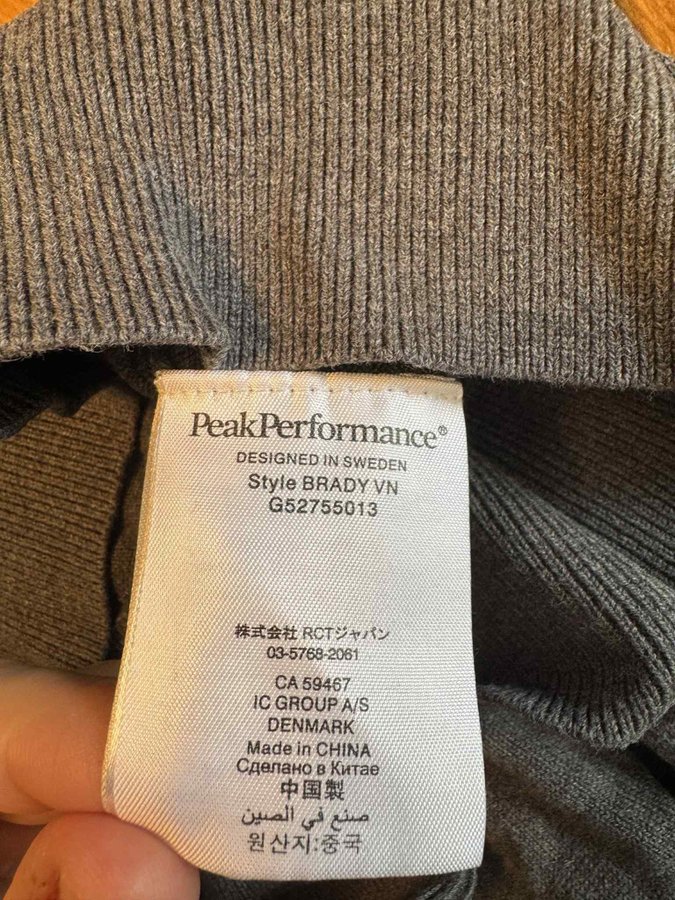 PeakPerformance®
DESIGNED IN SWEDEN
Style BRADY VN
G52755013
株式会社 RCTジャパン
03-5768-2061
CA 59467
IC GROUP A/S
DENMARK
Made in CHINA
Сделано в Китае
中国製
صنع في الصين
원산지:중국